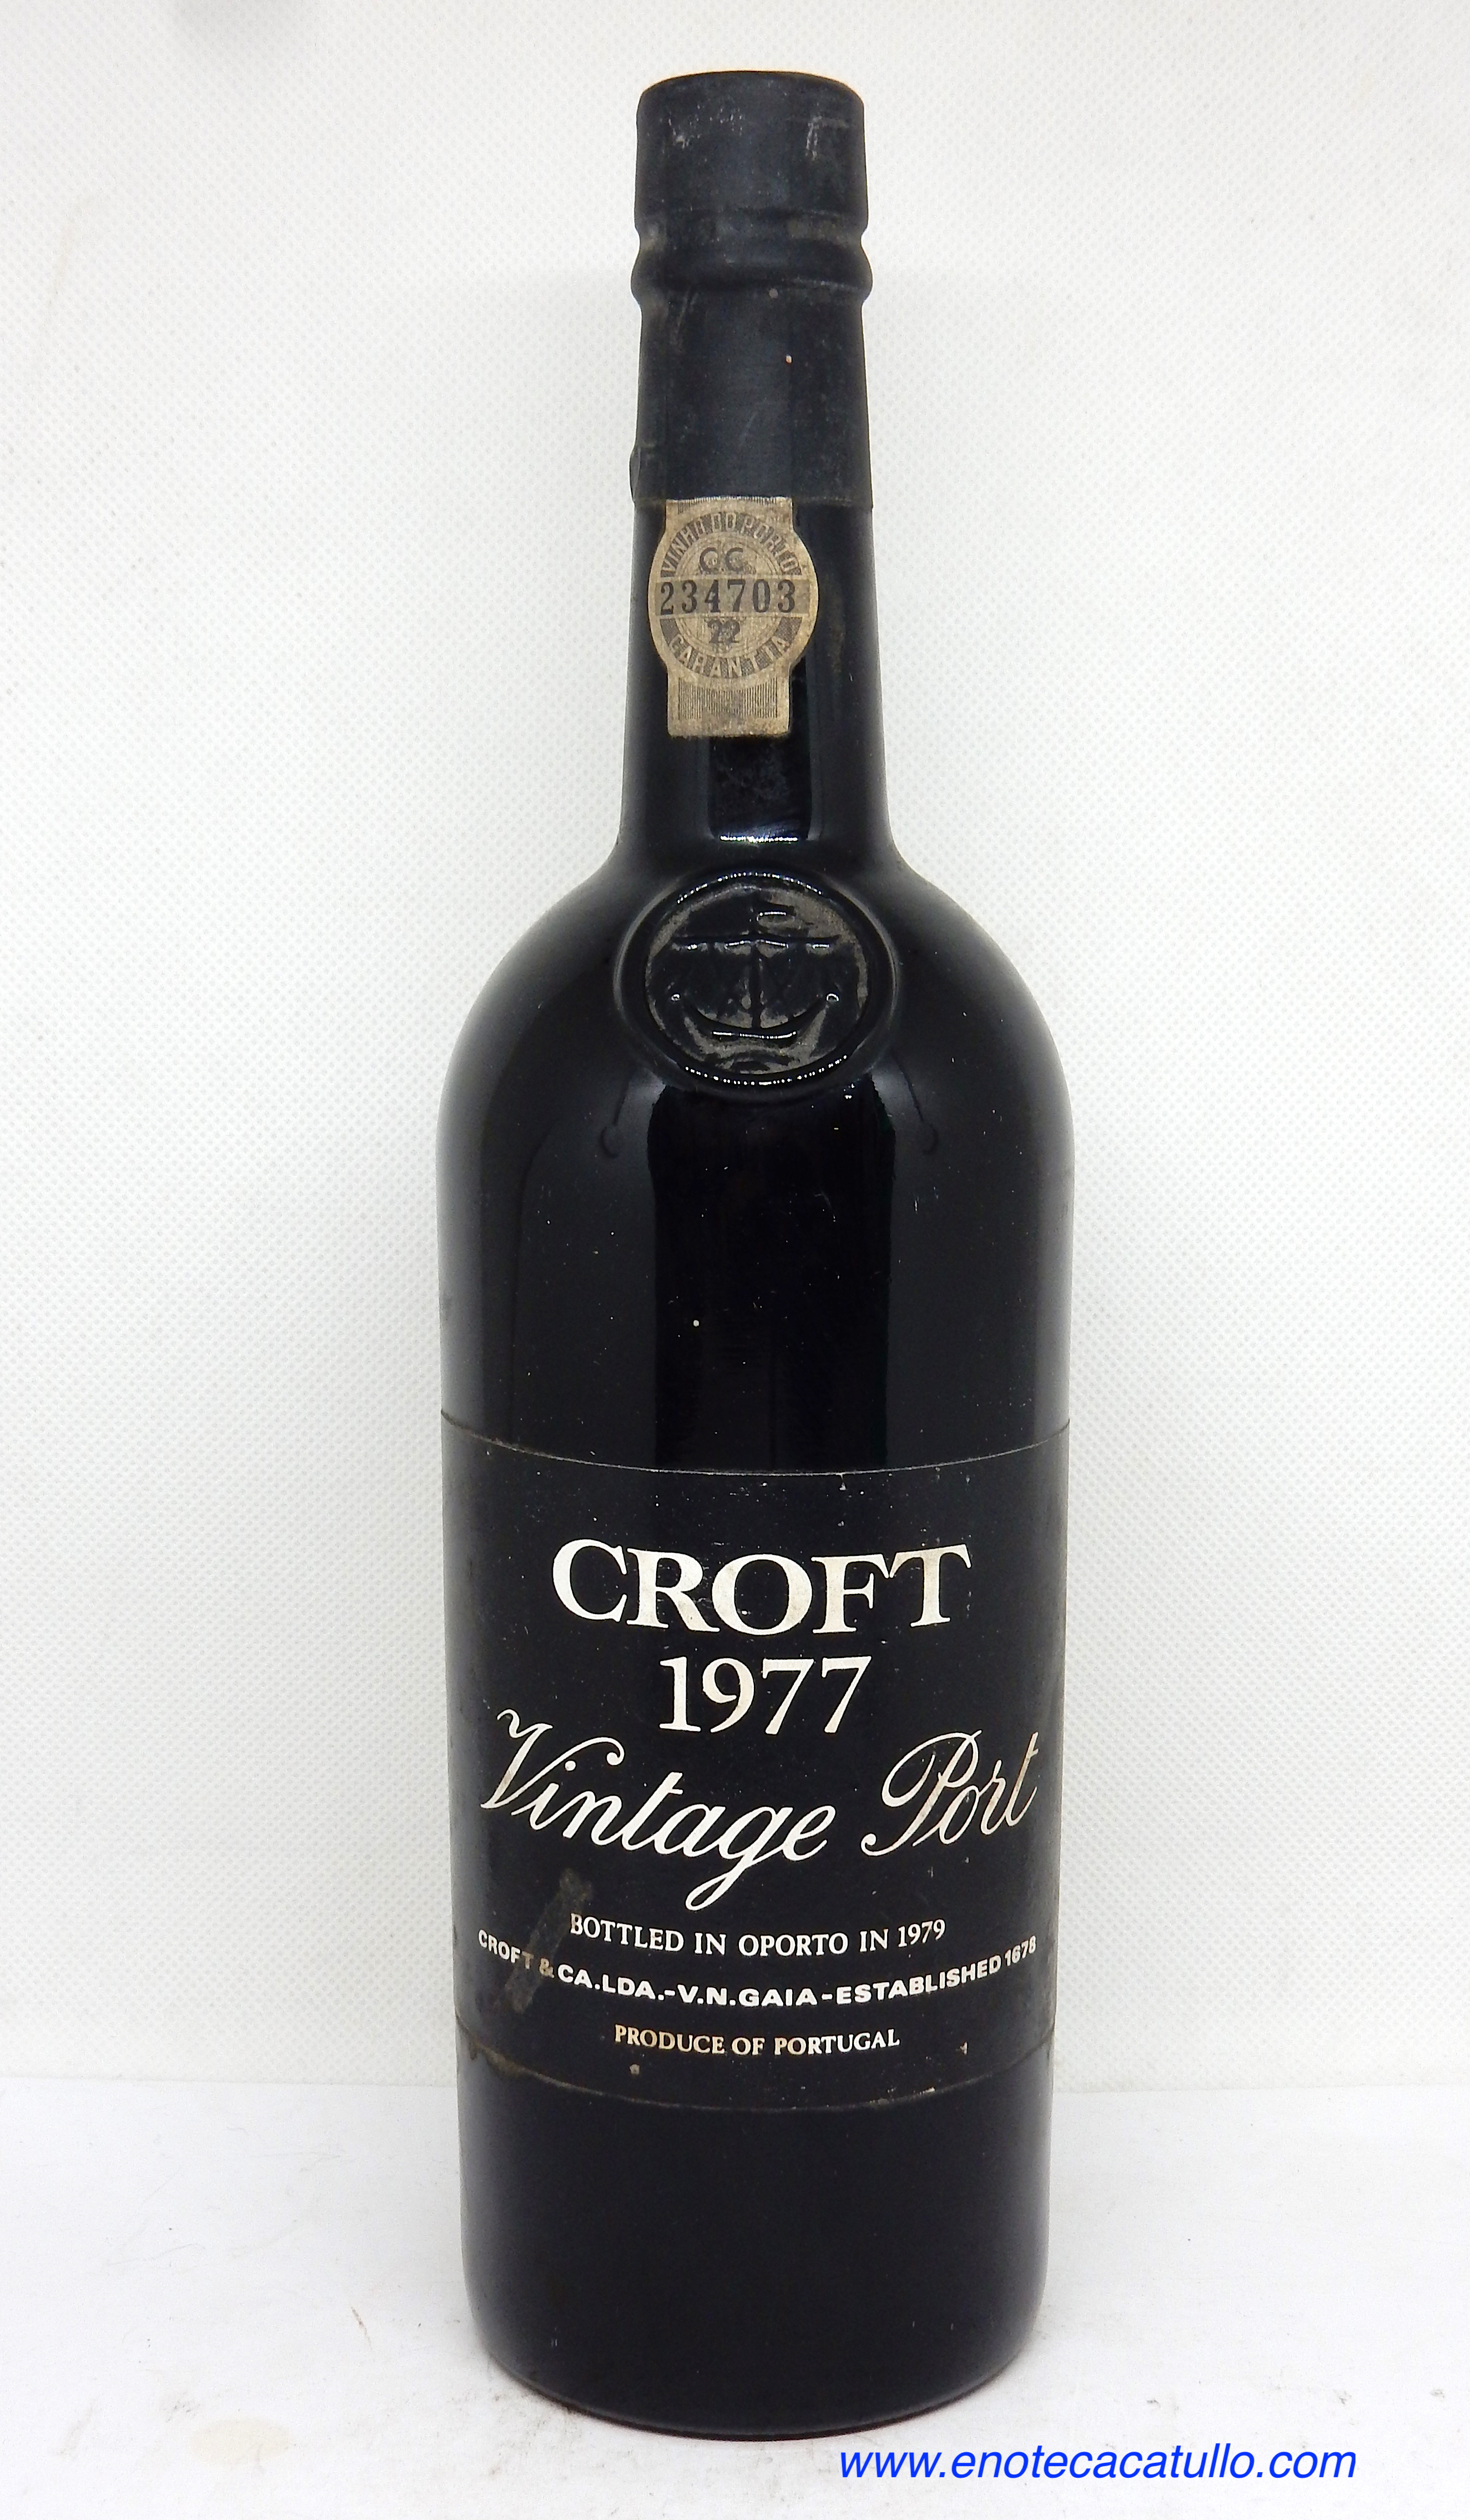 VINHO DO PORTO
CC
234703
22
GARANTIA
CROFT
1977
Vintage Port
BOTTLED IN OPORTO IN 1979
CROFT & CA.LDA.-V.N.GAIA-ESTABLISHED 1678
PRODUCE OF PORTUGAL
www.enotecacatullo.com